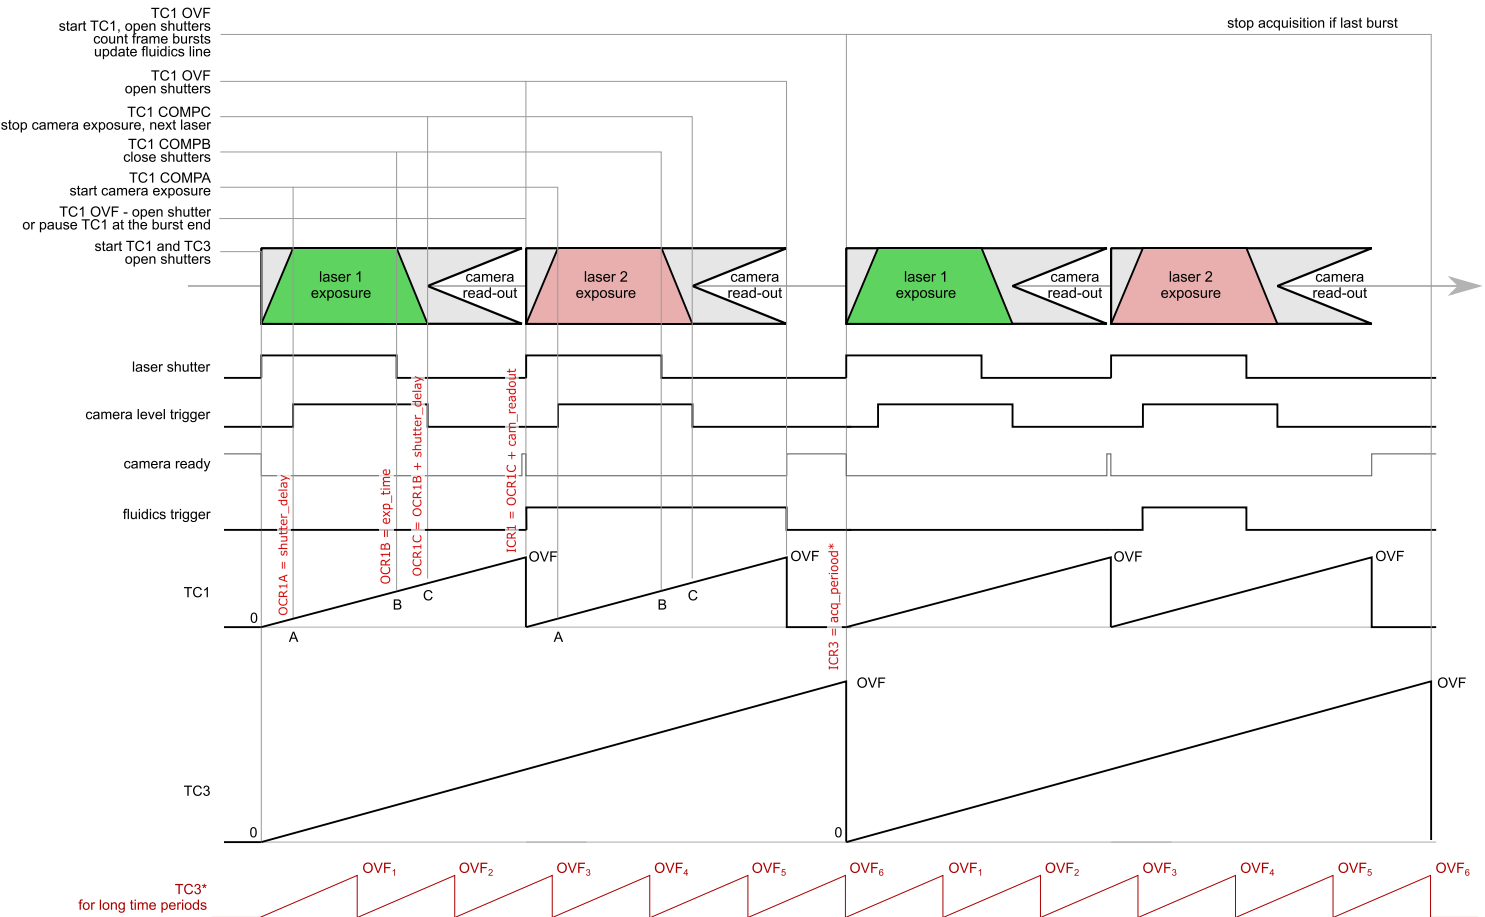 TC1 OVF
start TC1, open shutters
count frame bursts
update fluidics line
stop acquisition if last burst
TC1 OVF
open shutters
TC1 COMPC
stop camera exposure, next laser
TC1 COMPB
close shutters
TC1 COMPA
start camera exposure
TC1 OVF - open shutter
or pause TC1 at the burst end
start TC1 and TC3
open shutters
laser 1
exposure
camera
read-out
laser 2
exposure
camera
read-out
laser 1
exposure
camera
read-out
laser 2
exposure
camera
read-out
laser shutter
camera level trigger
camera ready
fluidics trigger
OCR1A = shutter_delay
OCR1B = exp_time
OCR1C = OCR1B + shutter_delay
ICR1 = OCR1C + cam_readout
ICR3 = acq_periood*
TC1
0
A
B
C
OVF
A
B
C
OVF
OVF
OVF
TC3
0
OVF
0
OVF
TC3*
for long time periods
OVF1
OVF2
OVF3
OVF4
OVF5
OVF6
OVF1
OVF2
OVF3
OVF4
OVF5
OVF6